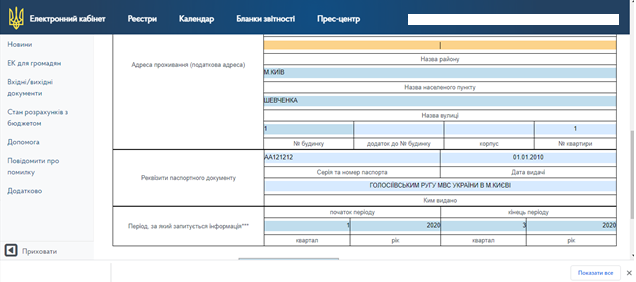 Електронний кабінет Реєстри Календар Бланки звітності Прес-центр
Новини
ЕК для громадян
Вхідні/вихідні
документи
Стан розрахунків з
бюджетом
Допомога
Повідомити про
помилку
Додатково
Приховати
Адреса проживання (податкова адреса)
Назва району
М.КИЇВ
Назва населеного пункту
ШЕВЧЕНКА
Назва вулиці
1 1
№ будинку додаток до № будинку корпус № квартири
Реквізити паспортного документу
АА121212 01.01.2010
Серія та номер паспорта Дата видачі
ГОЛОСІЇВСЬКИМ РУГУ МВС УКРАЇНИ В М.КИЄВІ
Ким видано
Період, за який запитується інформація***
початок періоду кінець періоду
1 2020 3 2020
квартал рік квартал рік
Показати все